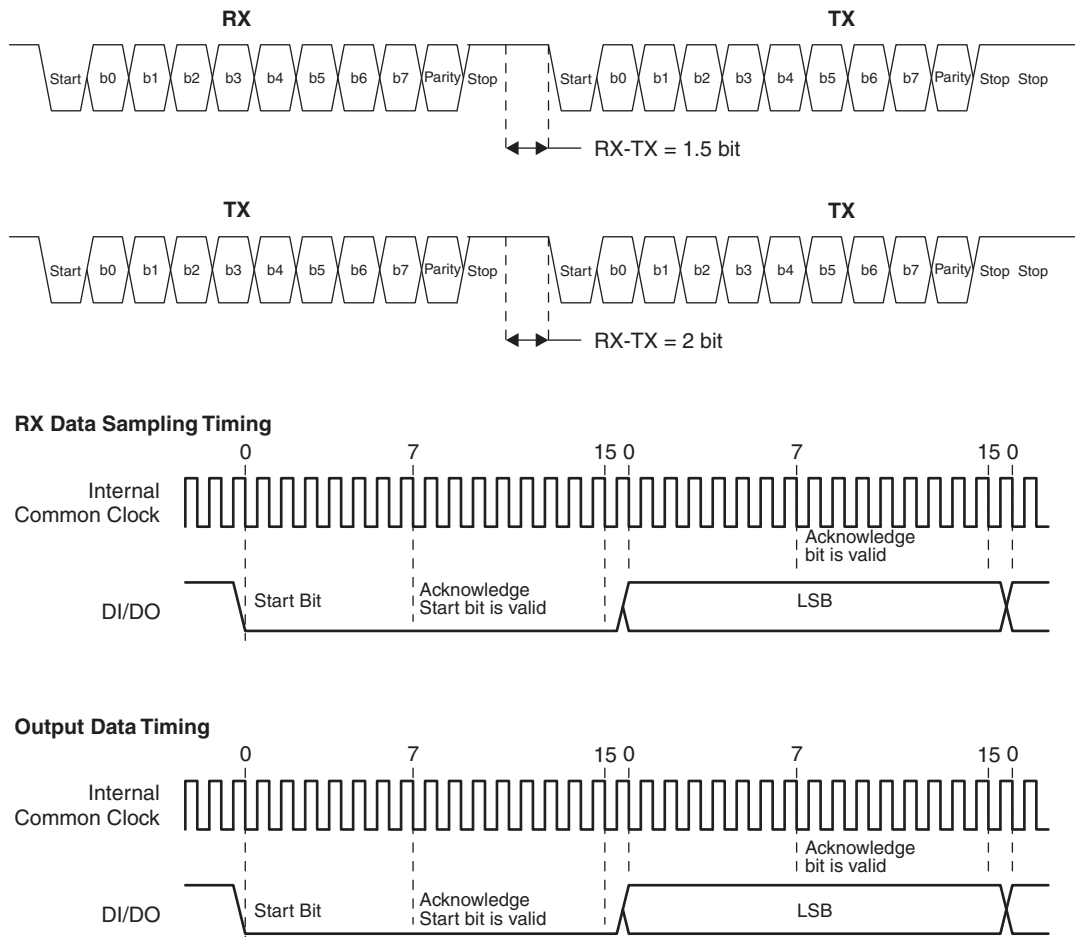 RX TX
Start b0 b1 b2 b3 b4 b5 b6 b7 Parity Stop Start b0 b1 b2 b3 b4 b5 b6 b7 Parity Stop Stop
RX-TX = 1.5 bit
TX TX
Start b0 b1 b2 b3 b4 b5 b6 b7 Parity Stop Start b0 b1 b2 b3 b4 b5 b6 b7 Parity Stop Stop
RX-TX = 2 bit
RX Data Sampling Timing
0 7 15 0 7 15 0
Internal
Common Clock
Acknowledge
bit is valid
DI/DO
Start Bit
Acknowledge
Start bit is valid
LSB
Output Data Timing
0 7 15 0 7 15 0
Internal
Common Clock
Acknowledge
bit is valid
DI/DO
Start Bit
Acknowledge
Start bit is valid
LSB